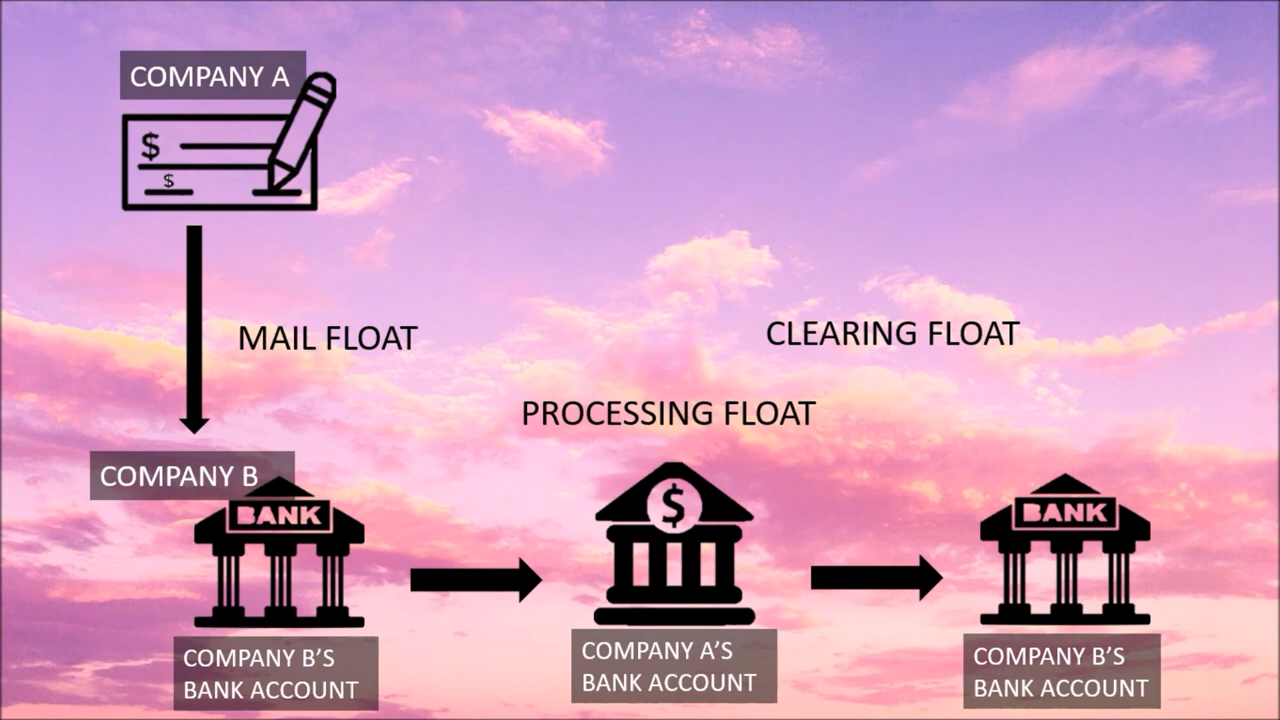 COMPANY A
$
$
MAIL FLOAT
CLEARING FLOAT
PROCESSING FLOAT
COMPANY B
BANK
$
BANK
COMPANY B'S
BANK ACCOUNT
COMPANY A'S
BANK ACCOUNT
COMPANY B'S
BANK ACCOUNT